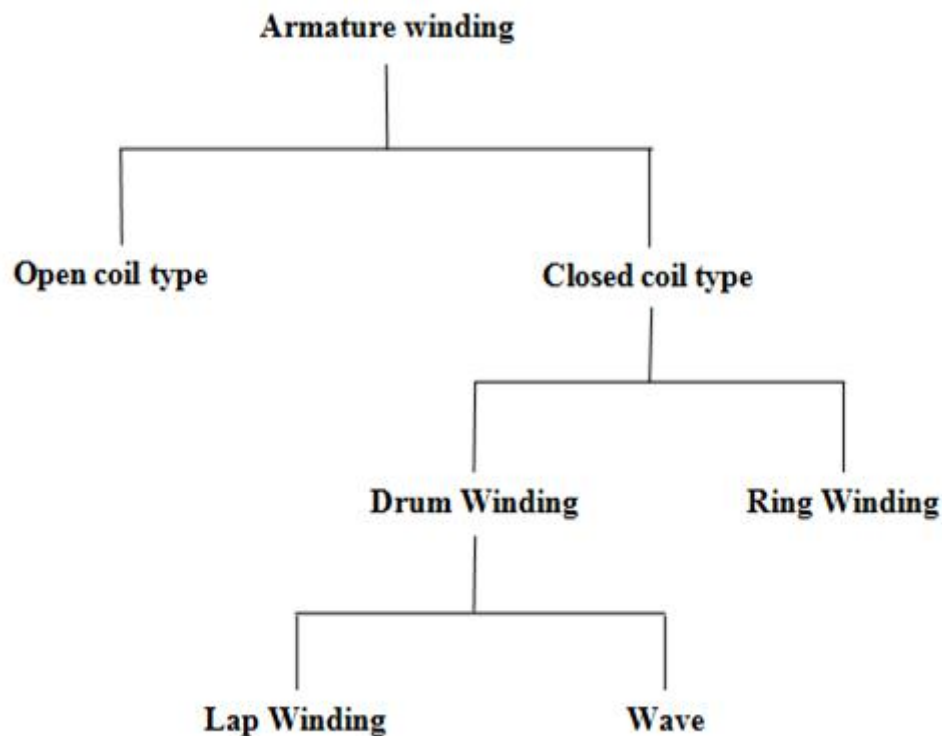 Armature winding
Open coil type
Closed coil type
Drum Winding
Ring Winding
Lap Winding
Wave